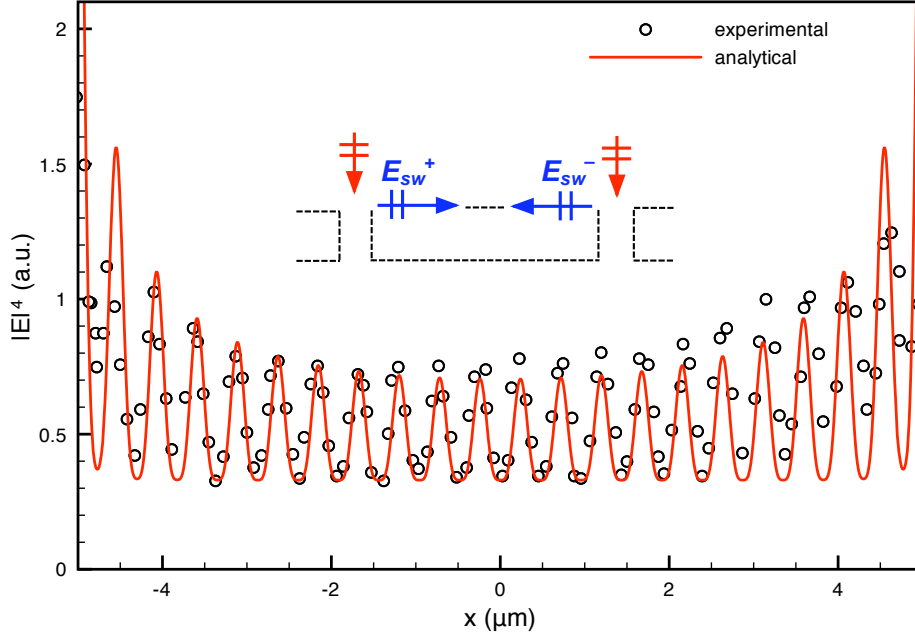 experimental
analytical
2
1.5
1
0.5
0
|E|⁴ (a.u.)
E_sw⁺
E_sw⁻
-4
-2
0
2
4
x (μm)